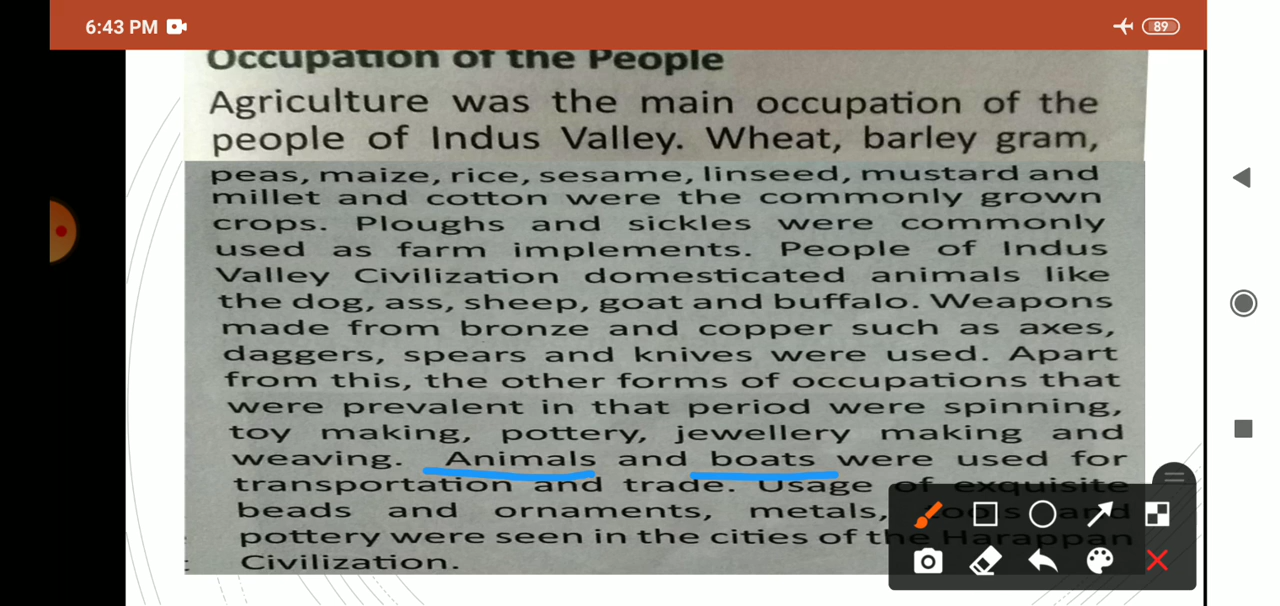 6:43 PM
89
Occupation of the People
Agriculture was the main occupation of the
people of Indus Valley. Wheat, barley gram,
peas, maize, rice, sesame, linseed, mustard and
millet and cotton were the commonly grown
crops. Ploughs and sickles were commonly
used as farm implements. People of Indus
Valley Civilization domesticated animals like
the dog, ass, sheep, goat and buffalo. Weapons
made from bronze and copper such as axes,
daggers, spears and knives were used. Apart
from this, the other forms of occupations that
were prevalent in that period were spinning,
toy making, pottery, jewellery making and
weaving. Animals and boats were used for
transportation and trade. Usage of exquisite
beads and ornaments, metals, tools and
pottery were seen in the cities of the Harappan
Civilization.